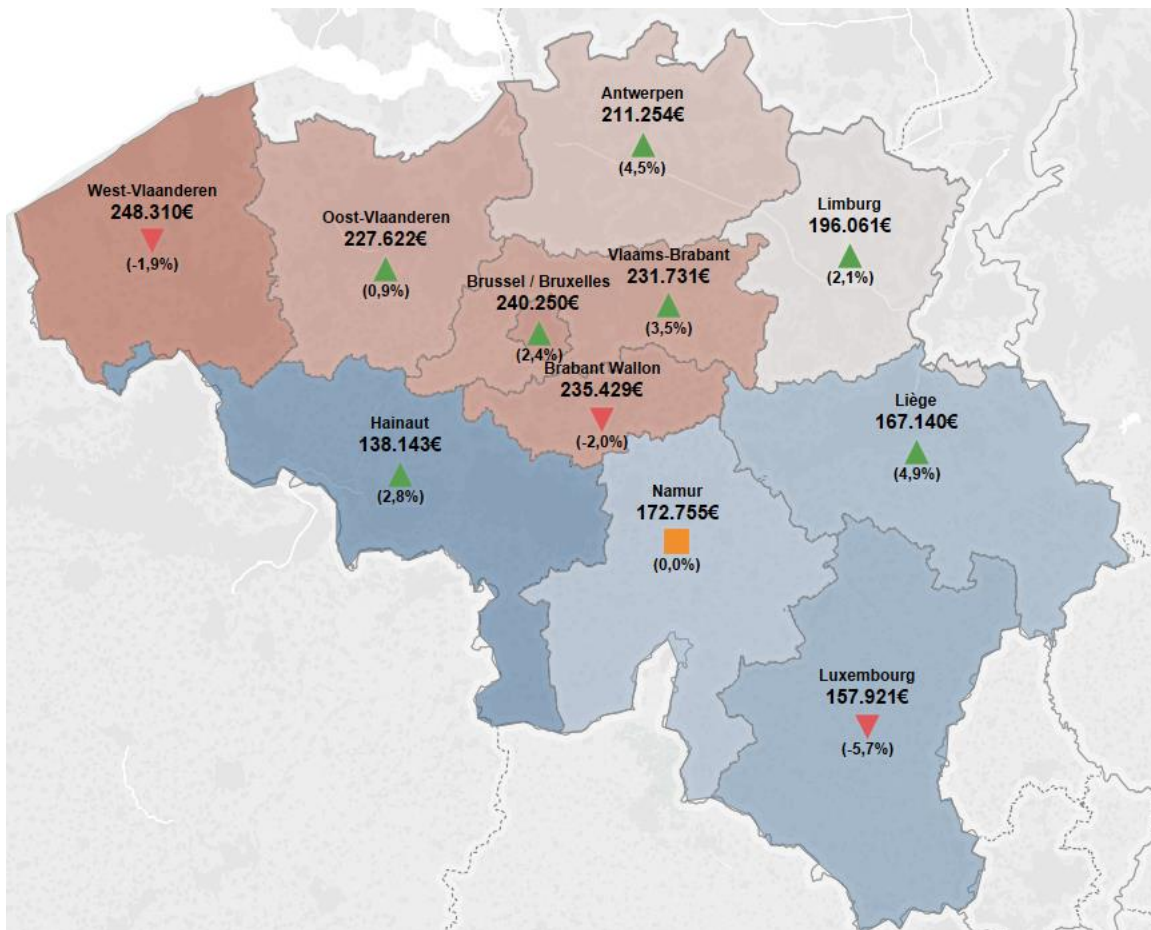 Antwerpen
211.254€
(4,5%)
West-Vlaanderen
248.310€
(-1,9%)
Oost-Vlaanderen
227.622€
(0,9%)
Limburg
196.061€
(2,1%)
Vlaams-Brabant
231.731€
(3,5%)
Brussel / Bruxelles
240.250€
(2,4%)
Brabant Wallon
235.429€
(-2,0%)
Hainaut
138.143€
(2,8%)
Liège
167.140€
(4,9%)
Namur
172.755€
(0,0%)
Luxembourg
157.921€
(-5,7%)